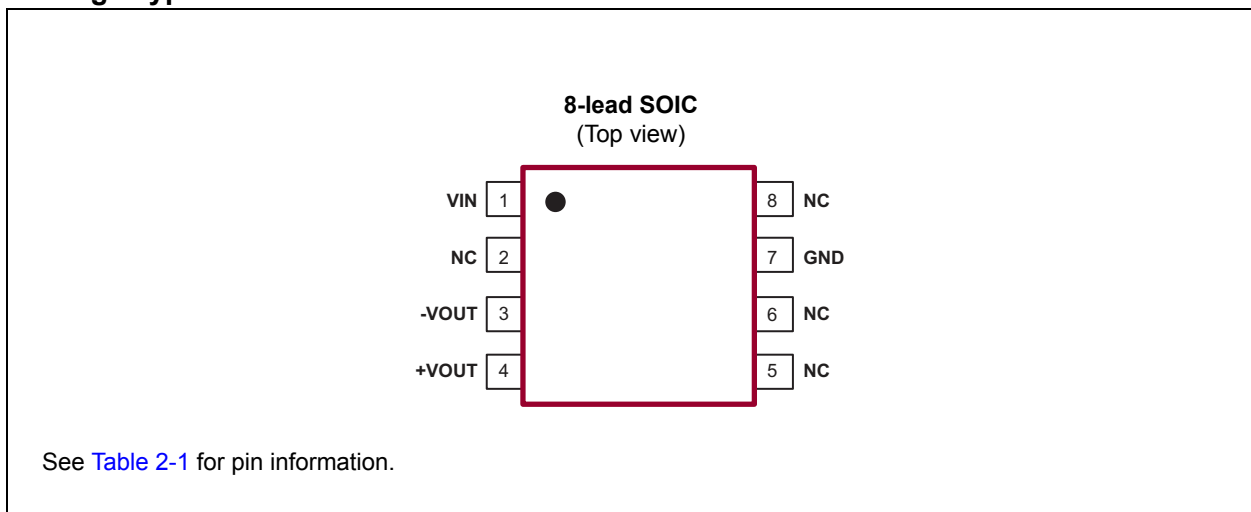 8-lead SOIC
(Top view)
VIN 1 8 NC
NC 2 7 GND
-VOUT 3 6 NC
+VOUT 4 5 NC
See Table 2-1 for pin information.